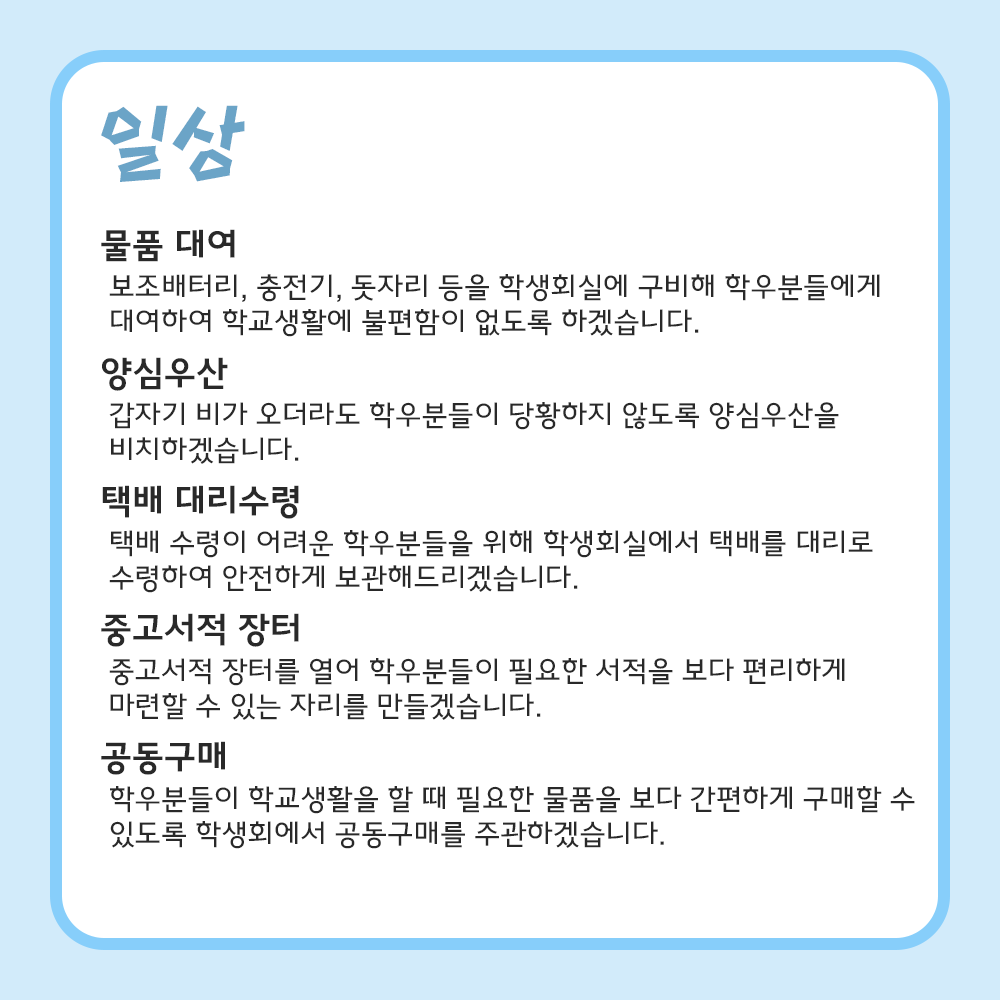 일상
물품 대여
보조배터리, 충전기, 돗자리 등을 학생회실에 구비해 학우분들에게
대여하여 학교생활에 불편함이 없도록 하겠습니다.
양심우산
갑자기 비가 오더라도 학우분들이 당황하지 않도록 양심우산을
비치하겠습니다.
택배 대리수령
택배 수령이 어려운 학우분들을 위해 학생회실에서 택배를 대리로
수령하여 안전하게 보관해드리겠습니다.
중고서적 장터
중고서적 장터를 열어 학우분들이 필요한 서적을 보다 편리하게
마련할 수 있는 자리를 만들겠습니다.
공동구매
학우분들이 학교생활을 할 때 필요한 물품을 보다 간편하게 구매할 수
있도록 학생회에서 공동구매를 주관하겠습니다.